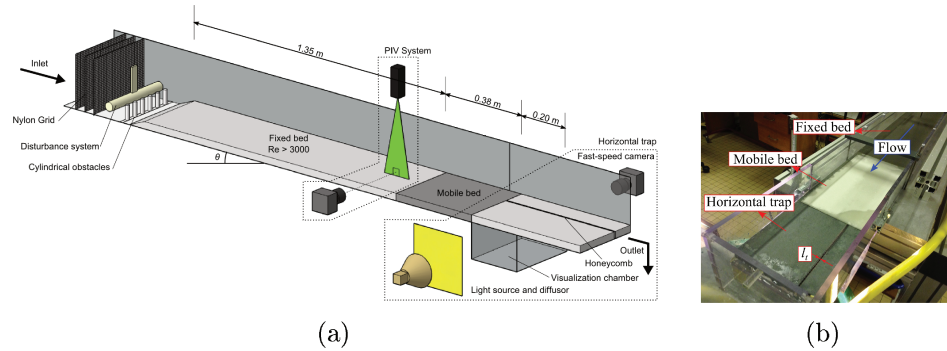 1.35 m
PIV System
Inlet
0.38 m
0.20 m
Nylon Grid
Disturbance system
Cylindrical obstacles
Fixed bed
Re > 3000
θ
Mobile bed
Horizontal trap
Fast-speed camera
Outlet
Honeycomb
Visualization chamber
Light source and diffusor
(a)
Fixed bed
Flow
Mobile bed
Horizontal trap
lt
(b)